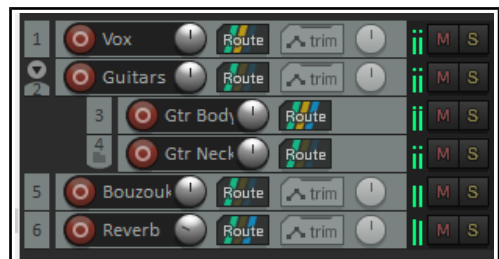 1 Vox Route trim M S
2 Guitars Route trim M S
3 Gtr Body Route M S
4 Gtr Neck Route M S
5 Bouzouk Route trim M S
6 Reverb Route trim M S